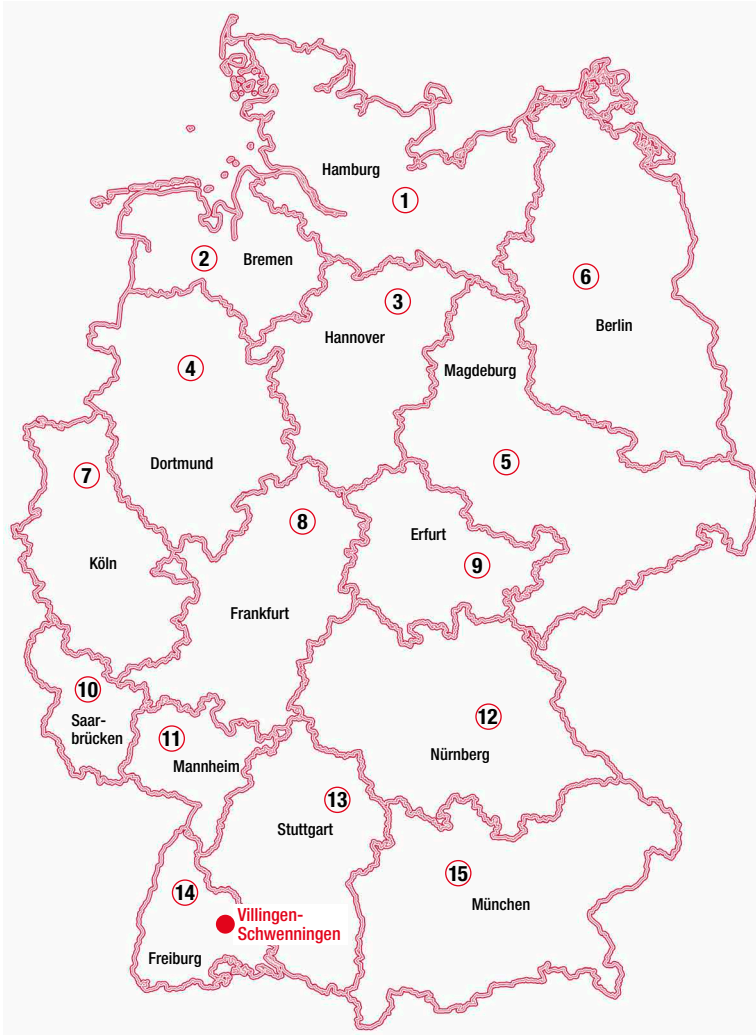 Hamburg
1
2
Bremen
6
3
Hannover
Berlin
4
Magdeburg
7
Dortmund
5
8
Erfurt
9
Köln
Frankfurt
10
Saar-
brücken
11
Mannheim
12
Nürnberg
13
Stuttgart
14
15
München
Villingen-
Schwenningen
Freiburg